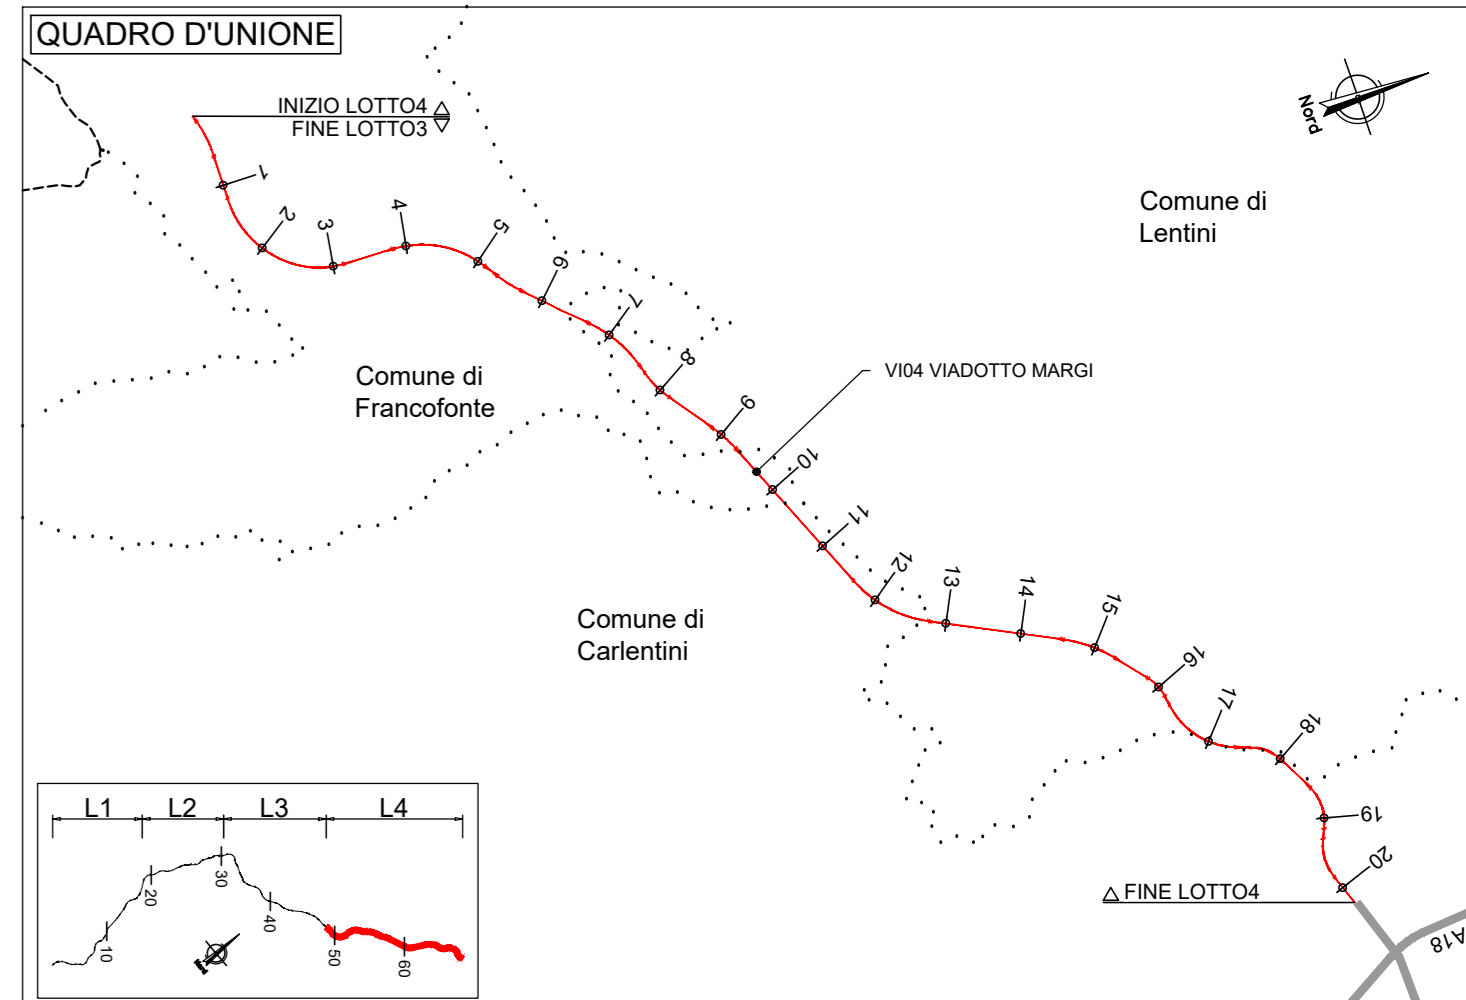 QUADRO D'UNIONE
INIZIO LOTTO4
FINE LOTTO3
Nord
Comune di
Lentini
1
2
3
4
5
6
7
8
9
10
11
12
13
14
15
16
17
18
19
20
Comune di
Francofonte
VI04 VIADOTTO MARGI
Comune di
Carlentini
FINE LOTTO4
A18
L1
L2
L3
L4
10
20
30
40
50
60